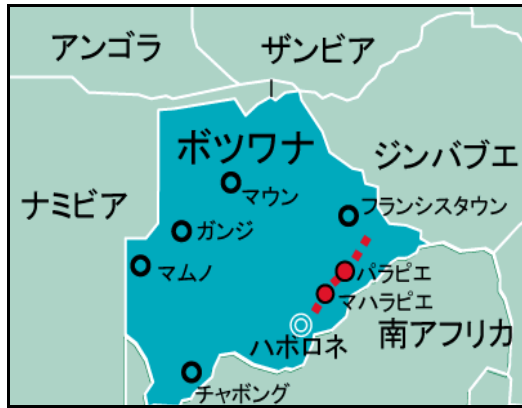 アンゴラ
ザンビア
ボツワナ
ジンバブエ
ナミビア
マウン
フランシスタウン
ガンジ
マムノ
パラピエ
マハラピエ
ハボロネ
南アフリカ
チャボング